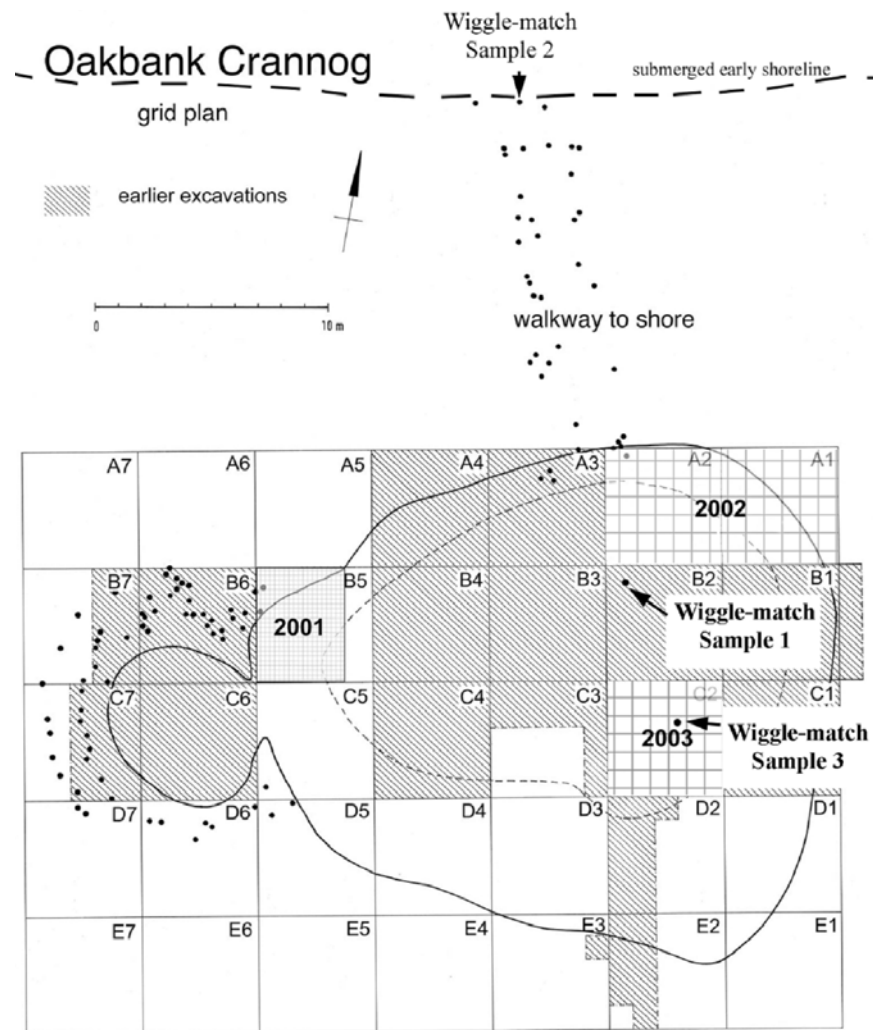 Wiggle-match
Sample 2
Oakbank Crannog
submerged early shoreline
grid plan
earlier excavations
0
10 m
walkway to shore
A7 A6 A5 A4 A3 A2 A1
2002
B7 B6 B5 B4 B3 B2 B1
2001
Wiggle-match
Sample 1
C7 C6 C5 C4 C3 C2 C1
2003
Wiggle-match
Sample 3
D7 D6 D5 D4 D3 D2 D1
E7 E6 E5 E4 E3 E2 E1